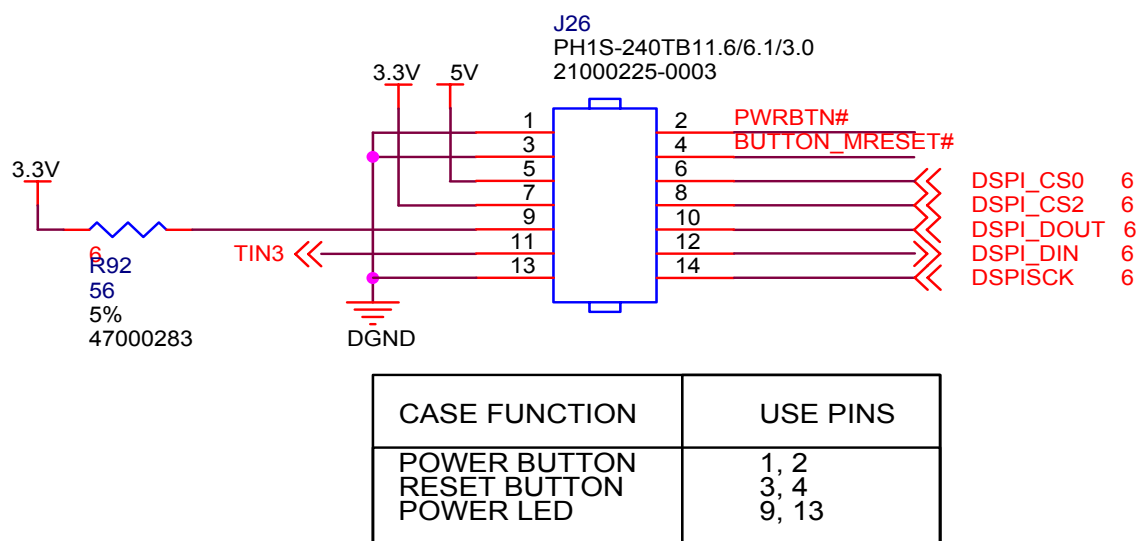 J26
PH1S-240TB11.6/6.1/3.0
21000225-0003
3.3V 5V
1 2 PWRBTN#
3 4 BUTTON_MRESET#
5 6 DSPI_CS0 6
7 8 DSPI_CS2 6
9 10 DSPI_DOUT 6
11 12 DSPI_DIN 6
13 14 DSPISCK 6
3.3V
TIN3
6
R92
56
5%
47000283
DGND
CASE FUNCTION USE PINS
POWER BUTTON 1, 2
RESET BUTTON 3, 4
POWER LED 9, 13